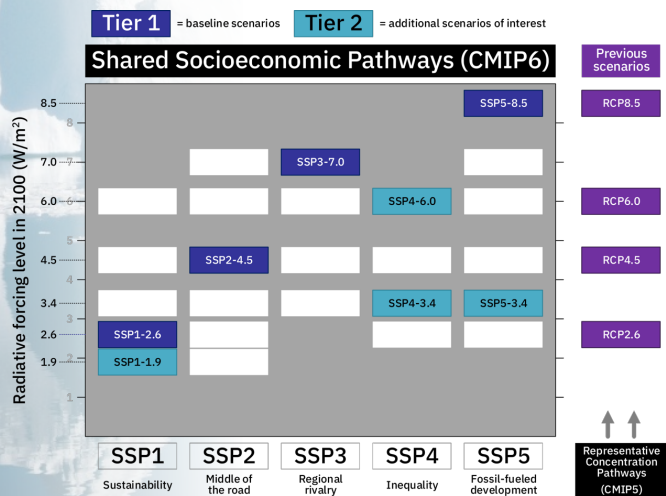 Tier 1 = baseline scenarios Tier 2 = additional scenarios of interest
Shared Socioeconomic Pathways (CMIP6)
Previous
scenarios
Radiative forcing level in 2100 (W/m²)
8.5
8
7.0
7
6.0
6
5
4.5
4
3.4
3
2.6
2
1.9
1
SSP5-8.5
RCP8.5
SSP3-7.0
SSP4-6.0
RCP6.0
SSP2-4.5
RCP4.5
SSP4-3.4
SSP5-3.4
SSP1-2.6
RCP2.6
SSP1-1.9
SSP1
SSP2
SSP3
SSP4
SSP5
Sustainability
Middle of
the road
Regional
rivalry
Inequality
Fossil-fueled
development
Representative
Concentration
Pathways
(CMIP5)